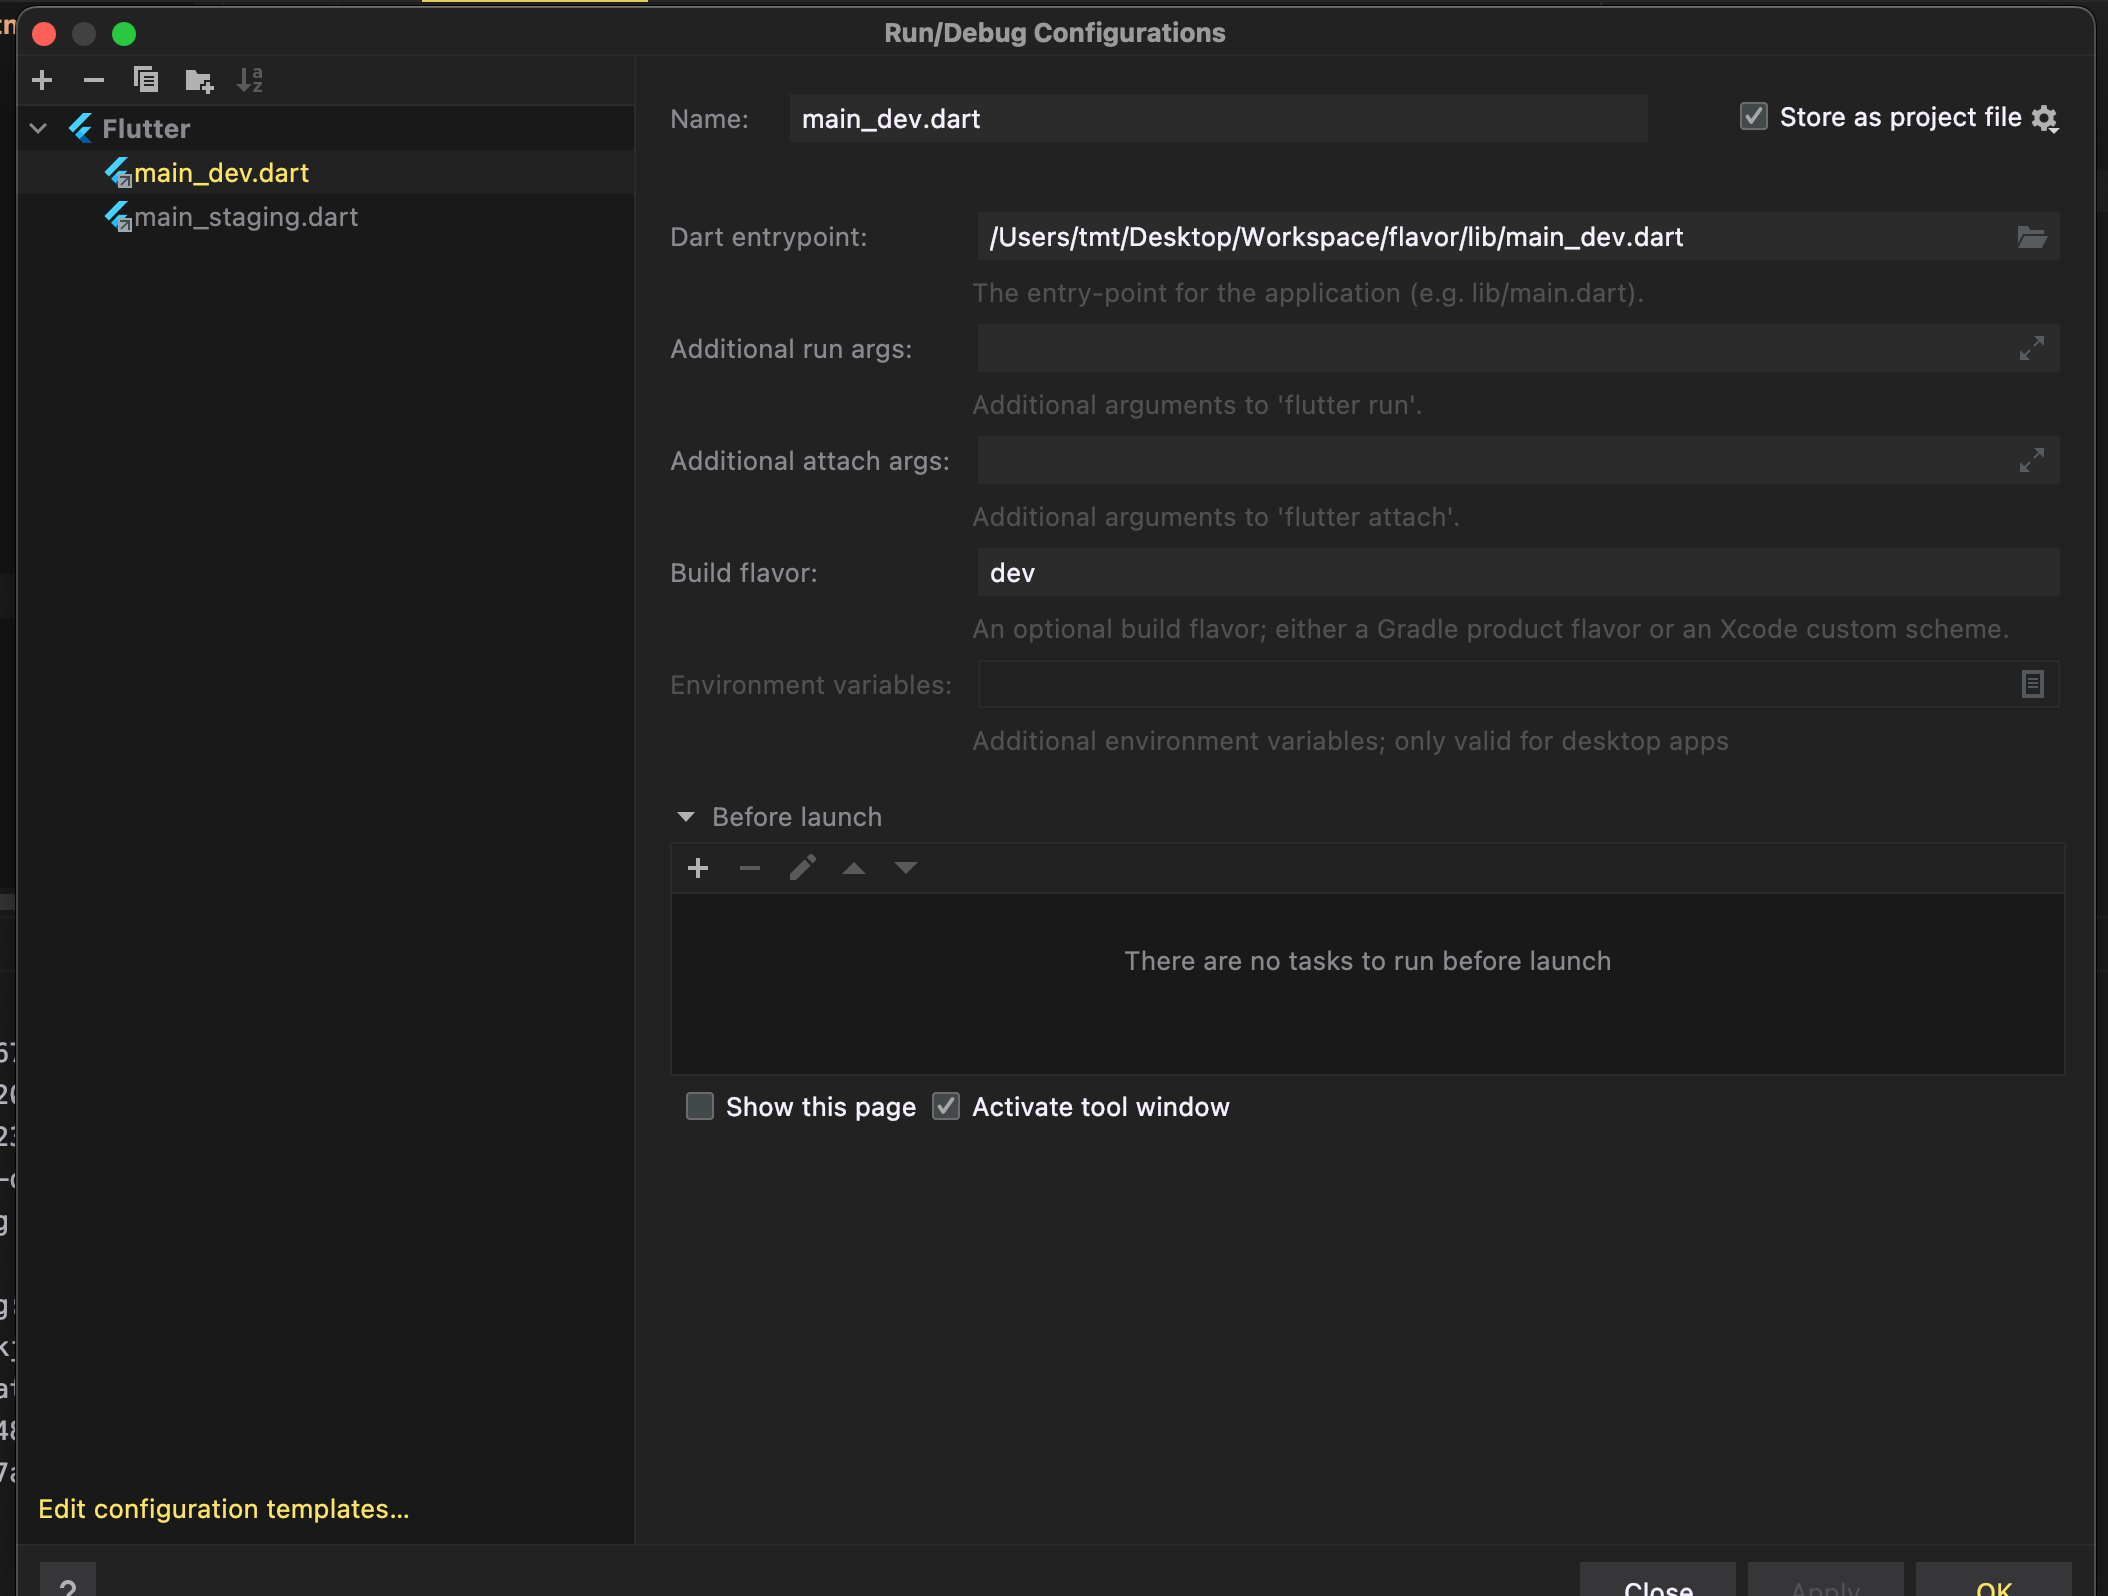 Run/Debug Configurations
Flutter
main_dev.dart
main_staging.dart
Name:
main_dev.dart
Store as project file
Dart entrypoint:
/Users/tmt/Desktop/Workspace/flavor/lib/main_dev.dart
The entry-point for the application (e.g. lib/main.dart).
Additional run args:
Additional arguments to 'flutter run'.
Additional attach args:
Additional arguments to 'flutter attach'.
Build flavor:
dev
An optional build flavor; either a Gradle product flavor or an Xcode custom scheme.
Environment variables:
Additional environment variables; only valid for desktop apps
Before launch
There are no tasks to run before launch
Show this page
Activate tool window
Edit configuration templates...
?
Close
Apply
OK